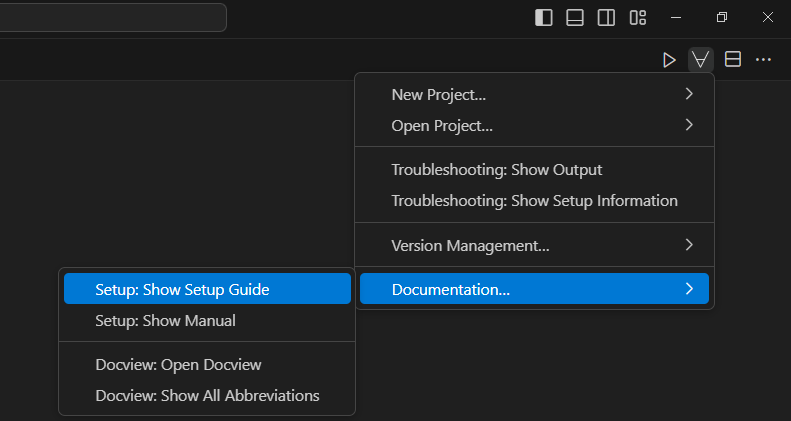 New Project...
Open Project...
Troubleshooting: Show Output
Troubleshooting: Show Setup Information
Version Management...
Documentation...
Setup: Show Setup Guide
Setup: Show Manual
Docview: Open Docview
Docview: Show All Abbreviations